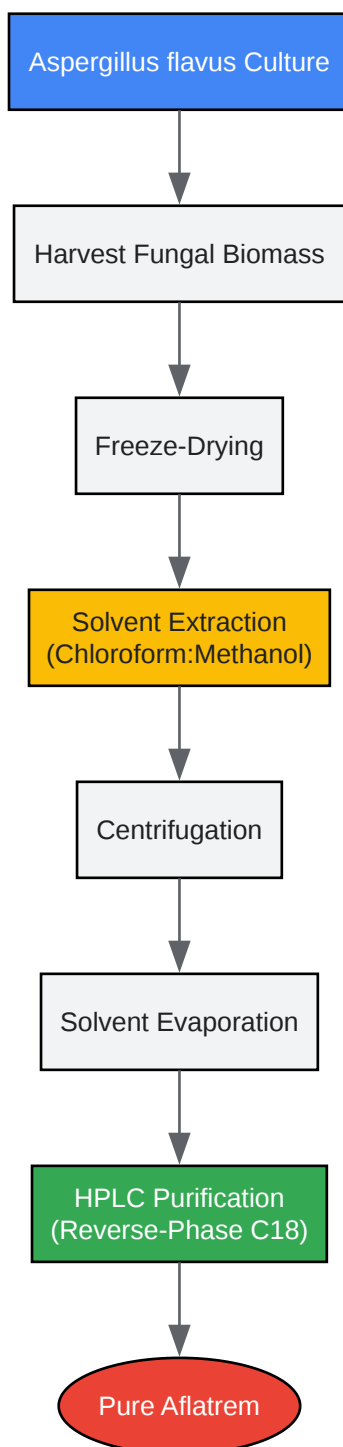 Aspergillus flavus Culture
Harvest Fungal Biomass
Freeze-Drying
Solvent Extraction
(Chloroform:Methanol)
Centrifugation
Solvent Evaporation
HPLC Purification
(Reverse-Phase C18)
Pure Aflatrem